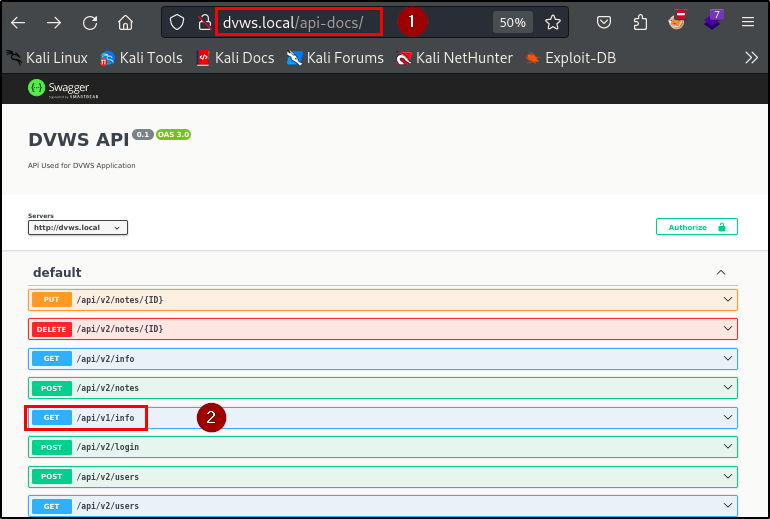 dvws.local/api-docs/
1
50%
7
Kali Linux
Kali Tools
Kali Docs
Kali Forums
Kali NetHunter
Exploit-DB
Swagger
Supported by SMARTBEAR
DVWS API 0.1 OAS 3.0
API Used for DVWS Application
Servers
http://dvws.local
Authorize
default
PUT /api/v2/notes/{ID}
DELETE /api/v2/notes/{ID}
GET /api/v2/info
POST /api/v2/notes
GET /api/v1/info
2
POST /api/v2/login
POST /api/v2/users
GET /api/v2/users